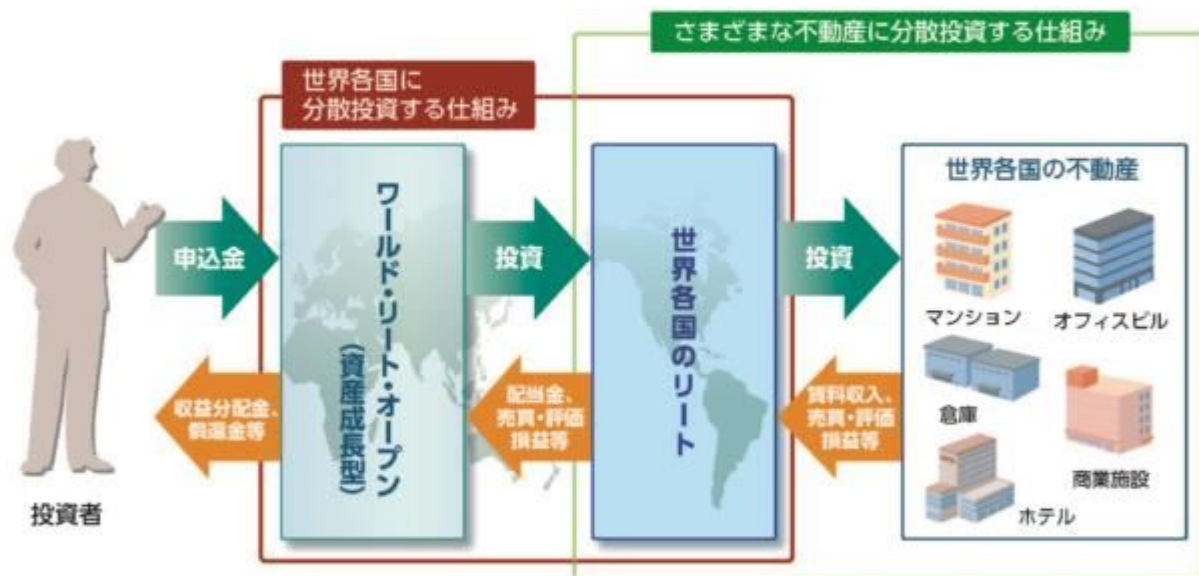 さまざまな不動産に分散投資する仕組み
世界各国に
分散投資する仕組み
申込金
収益分配金、
償還金等
投資者
ワールド・リート・オープン
（資産成長型）
投資
配当金、
売買・評価
損益等
世界各国のリート
投資
賃料収入、
売買・評価
損益等
世界各国の不動産
マンション
オフィスビル
倉庫
商業施設
ホテル